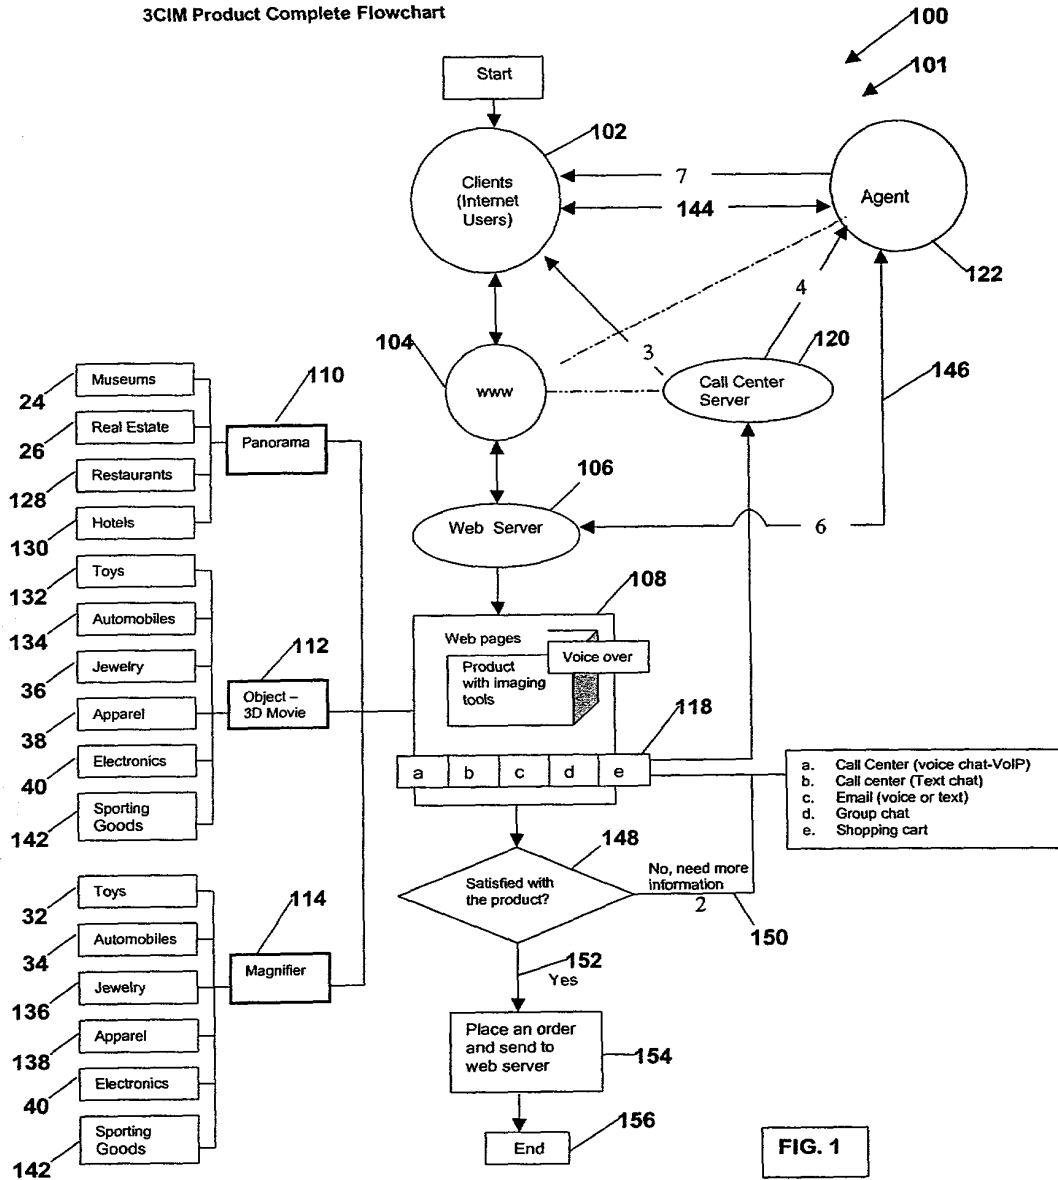 3CIM Product Complete Flowchart
100
101
Start
102
Clients
(Internet
Users)
7
144
Agent
122
4
3
104
www
120
Call Center
Server
146
110
Museums
24
Real Estate
26
Panorama
Restaurants
128
Hotels
130
106
Web Server
6
Toys
132
Automobiles
134
Jewelry
36
112
Object –
3D Movie
Apparel
38
Electronics
40
Sporting
Goods
142
108
Web pages
Voice over
Product
with imaging
tools
118
a
b
c
d
e
a. Call Center (voice chat-VoIP)
b. Call center (Text chat)
c. Email (voice or text)
d. Group chat
e. Shopping cart
148
Satisfied with
the product?
No, need more
information
2
150
Toys
32
Automobiles
34
114
Magnifier
Jewelry
136
Apparel
138
Electronics
40
Sporting
Goods
142
152
Yes
Place an order
and send to
web server
154
End
156
FIG. 1